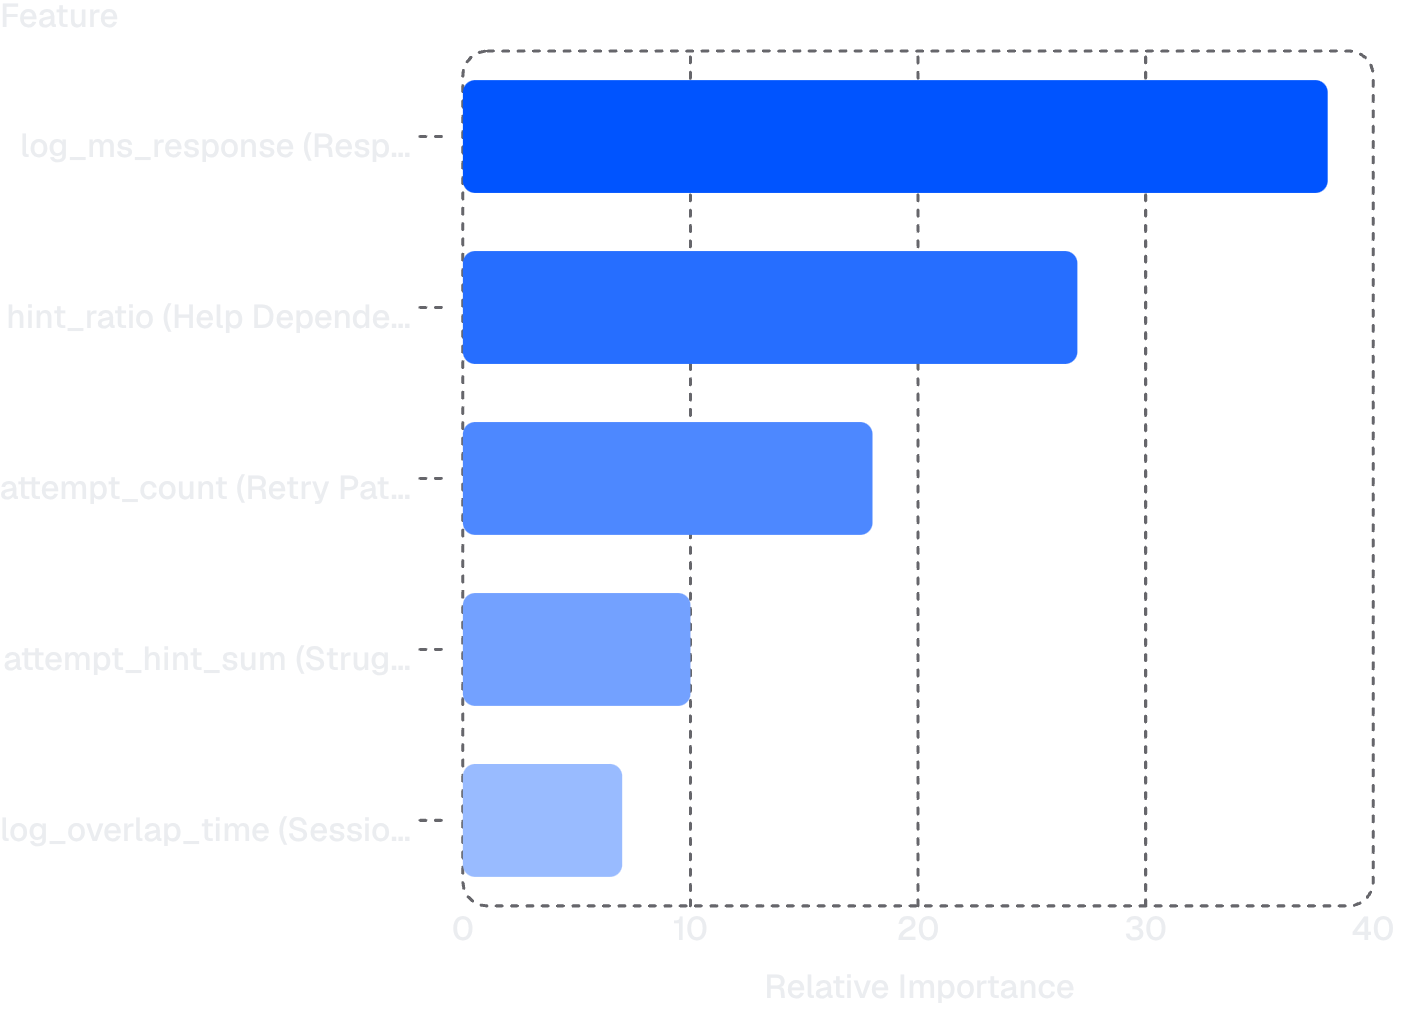 Feature
log_ms_response (Resp...
hint_ratio (Help Depende...
attempt_count (Retry Pat...
attempt_hint_sum (Strug...
log_overlap_time (Sessio...
0 10 20 30 40
Relative Importance